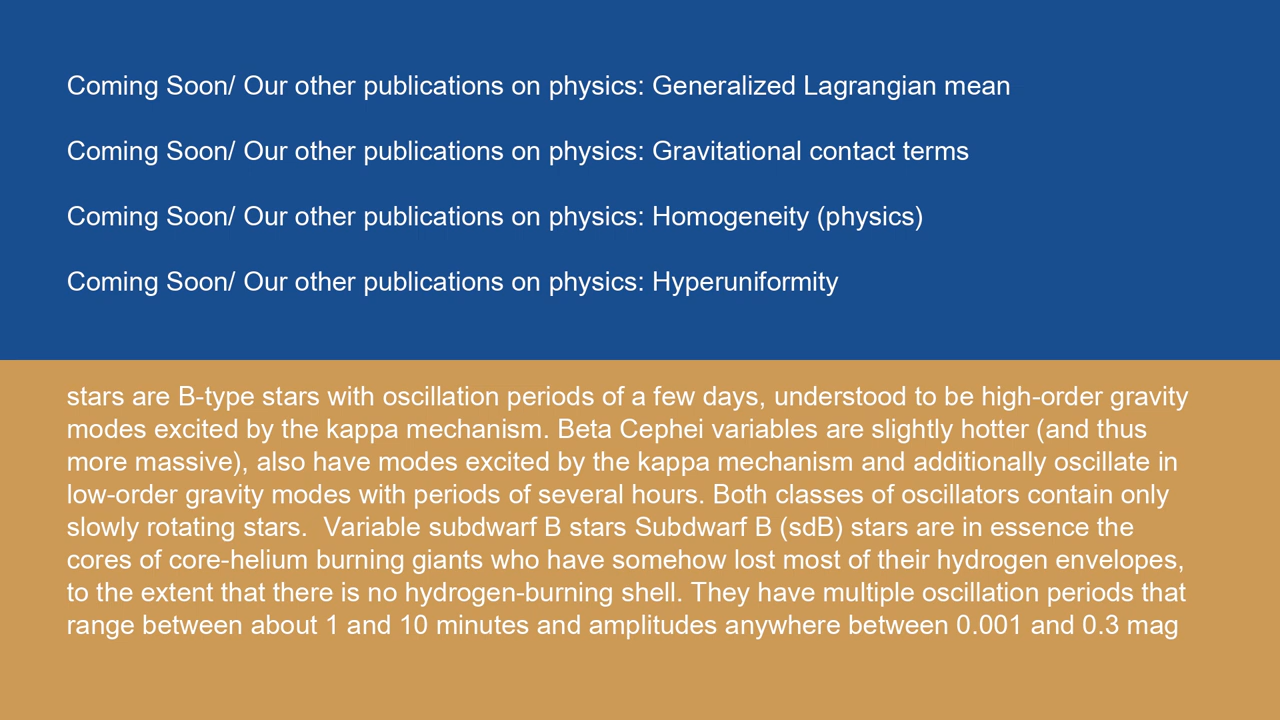 Coming Soon/ Our other publications on physics: Generalized Lagrangian mean
Coming Soon/ Our other publications on physics: Gravitational contact terms
Coming Soon/ Our other publications on physics: Homogeneity (physics)
Coming Soon/ Our other publications on physics: Hyperuniformity
stars are B-type stars with oscillation periods of a few days, understood to be high-order gravity
modes excited by the kappa mechanism. Beta Cephei variables are slightly hotter (and thus
more massive), also have modes excited by the kappa mechanism and additionally oscillate in
low-order gravity modes with periods of several hours. Both classes of oscillators contain only
slowly rotating stars.  Variable subdwarf B stars Subdwarf B (sdB) stars are in essence the
cores of core-helium burning giants who have somehow lost most of their hydrogen envelopes,
to the extent that there is no hydrogen-burning shell. They have multiple oscillation periods that
range between about 1 and 10 minutes and amplitudes anywhere between 0.001 and 0.3 mag